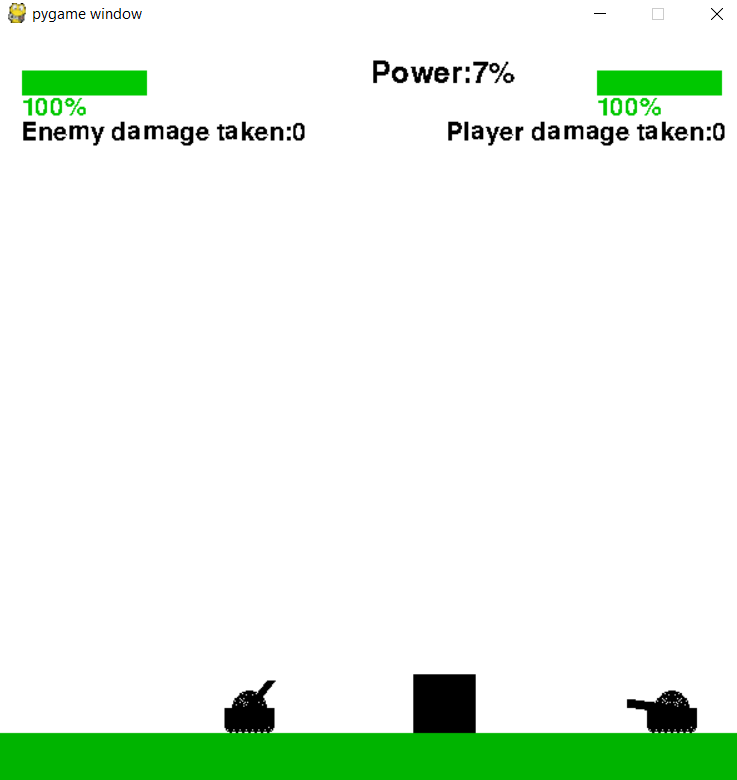 pygame window
Power:7%
100%
100%
Enemy damage taken:0
Player damage taken:0